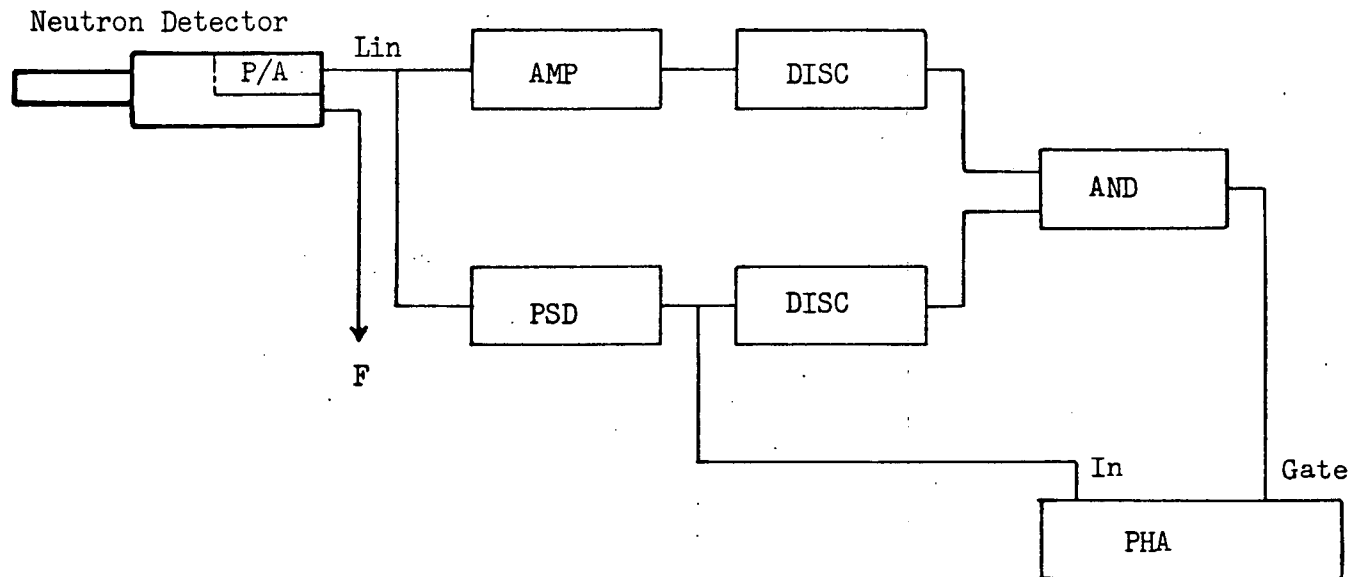 Neutron Detector
P/A
Lin
AMP
DISC
AND
PSD
DISC
F
In
Gate
PHA